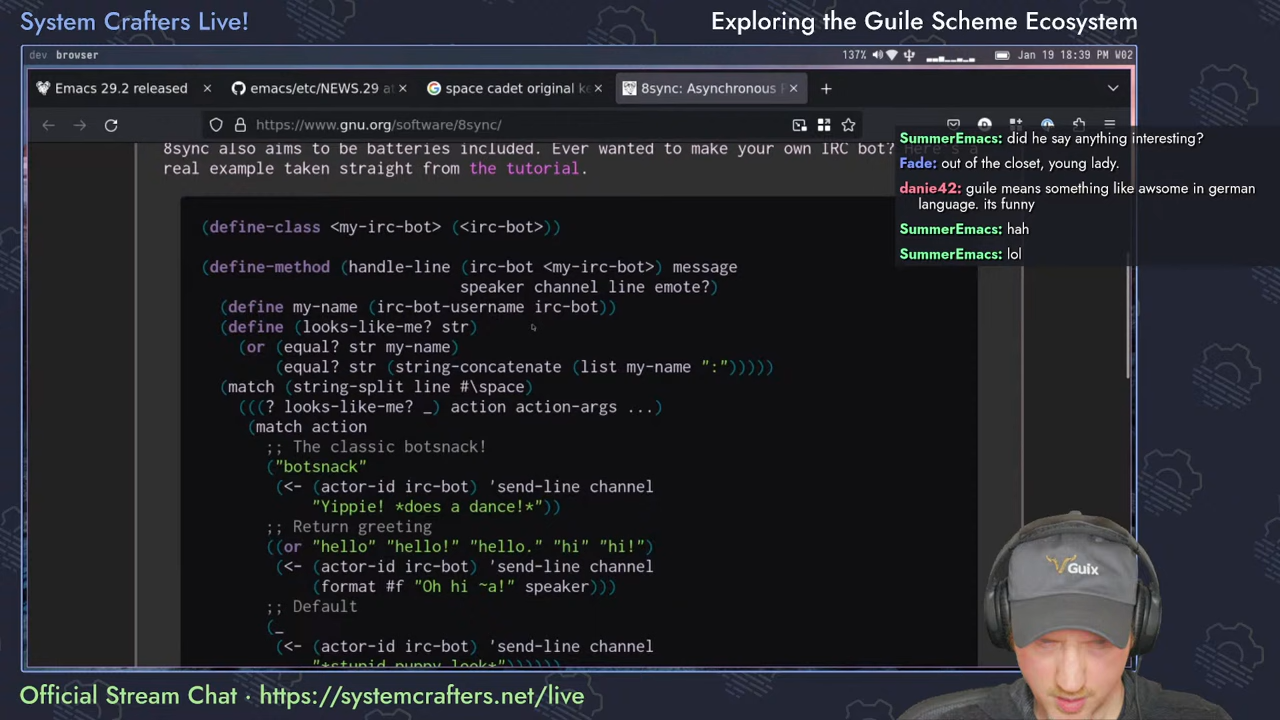 System Crafters Live!
Exploring the Guile Scheme Ecosystem
dev browser
137%
Jan 19 18:39 PM W02
Emacs 29.2 released
emacs/etc/NEWS.29 at
space cadet original ke
8sync: Asynchronous P
https://www.gnu.org/software/8sync/
8sync also aims to be batteries included. Ever wanted to make your own IRC bot?
real example taken straight from the tutorial.
(define-class <my-irc-bot> (<irc-bot>))
(define-method (handle-line (irc-bot <my-irc-bot>) message
speaker channel line emote?)
(define my-name (irc-bot-username irc-bot))
(define (looks-like-me? str)
(or (equal? str my-name)
(equal? str (string-concatenate (list my-name ":")))))
(match (string-split line #\space)
(((? looks-like-me? _) action action-args ...)
(match action
;; The classic botsnack!
("botsnack"
(<- (actor-id irc-bot) 'send-line channel
"Yippie! *does a dance!*"))
;; Return greeting
((or "hello" "hello!" "hello." "hi" "hi!")
(<- (actor-id irc-bot) 'send-line channel
(format #f "Oh hi ~a!" speaker)))
;; Default
(_
(<- (actor-id irc-bot) 'send-line channel
"*stupid puppy look*"))))))
SummerEmacs: did he say anything interesting?
Fade: out of the closet, young lady.
danie42: guile means something like awsome in german
language. its funny
SummerEmacs: hah
SummerEmacs: lol
Guix
Official Stream Chat · https://systemcrafters.net/live